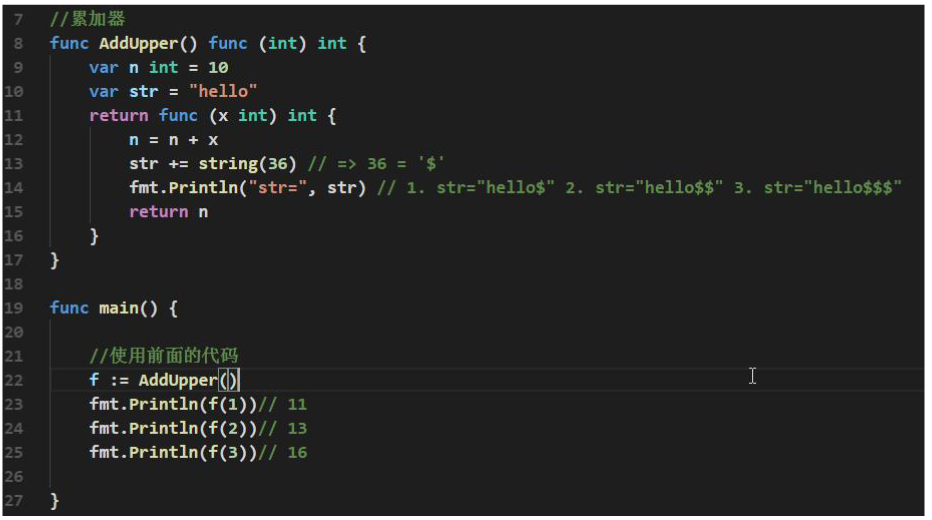 7 //累加器
8 func AddUpper() func (int) int {
9 var n int = 10
10 var str = "hello"
11 return func (x int) int {
12 n = n + x
13 str += string(36) // => 36 = '$'
14 fmt.Println("str=", str) // 1. str="hello$" 2. str="hello$$" 3. str="hello$$$"
15 return n
16 }
17 }
18
19 func main() {
20
21 //使用前面的代码
22 f := AddUpper()
23 fmt.Println(f(1))// 11
24 fmt.Println(f(2))// 13
25 fmt.Println(f(3))// 16
26
27 }